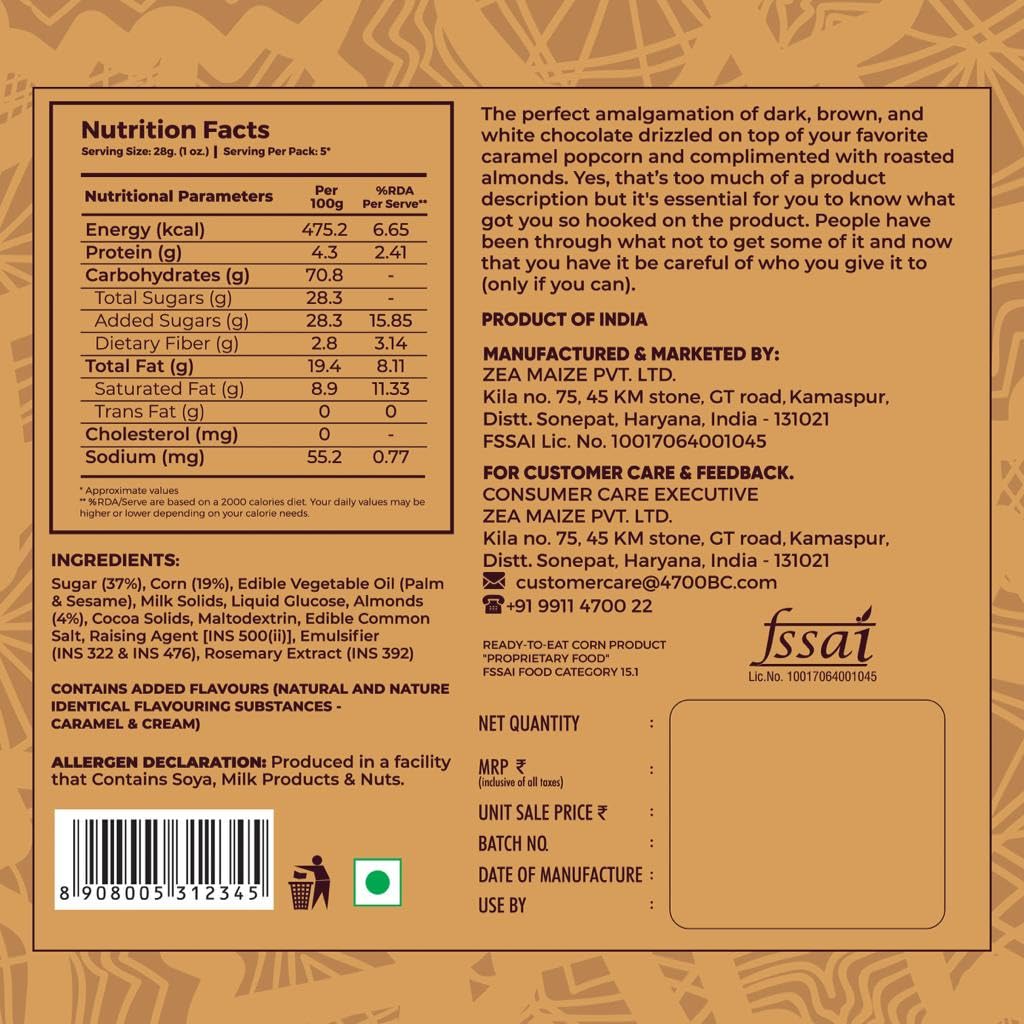 Nutrition Facts
Serving Size: 28g. (1 oz.) | Serving Per Pack: 5*
Nutritional Parameters Per 100g %RDA Per Serve**
Energy (kcal) 475.2 6.65
Protein (g) 4.3 2.41
Carbohydrates (g) 70.8 -
Total Sugars (g) 28.3 -
Added Sugars (g) 28.3 15.85
Dietary Fiber (g) 2.8 3.14
Total Fat (g) 19.4 8.11
Saturated Fat (g) 8.9 11.33
Trans Fat (g) 0 0
Cholesterol (mg) 0 -
Sodium (mg) 55.2 0.77
* Approximate values
** %RDA/Serve are based on a 2000 calories diet. Your daily values may be
higher or lower depending on your calorie needs.
INGREDIENTS:
Sugar (37%), Corn (19%), Edible Vegetable Oil (Palm
& Sesame), Milk Solids, Liquid Glucose, Almonds
(4%), Cocoa Solids, Maltodextrin, Edible Common
Salt, Raising Agent [INS 500(ii)], Emulsifier
(INS 322 & INS 476), Rosemary Extract (INS 392)
CONTAINS ADDED FLAVOURS (NATURAL AND NATURE
IDENTICAL FLAVOURING SUBSTANCES -
CARAMEL & CREAM)
ALLERGEN DECLARATION: Produced in a facility
that Contains Soya, Milk Products & Nuts.
8 908005 312345
The perfect amalgamation of dark, brown, and
white chocolate drizzled on top of your favorite
caramel popcorn and complimented with roasted
almonds. Yes, that's too much of a product
description but it's essential for you to know what
got you so hooked on the product. People have
been through what not to get some of it and now
that you have it be careful of who you give it to
(only if you can).
PRODUCT OF INDIA
MANUFACTURED & MARKETED BY:
ZEA MAIZE PVT. LTD.
Kila no. 75, 45 KM stone, GT road, Kamaspur,
Distt. Sonepat, Haryana, India - 131021
FSSAI Lic. No. 10017064001045
FOR CUSTOMER CARE & FEEDBACK.
CONSUMER CARE EXECUTIVE
ZEA MAIZE PVT. LTD.
Kila no. 75, 45 KM stone, GT road, Kamaspur,
Distt. Sonepat, Haryana, India - 131021
customercare@4700BC.com
+91 9911 4700 22
READY-TO-EAT CORN PRODUCT
"PROPRIETARY FOOD"
FSSAI FOOD CATEGORY 15.1
fssai
Lic.No. 10017064001045
NET QUANTITY :
MRP ₹ :
(inclusive of all taxes)
UNIT SALE PRICE ₹ :
BATCH NO. :
DATE OF MANUFACTURE :
USE BY :